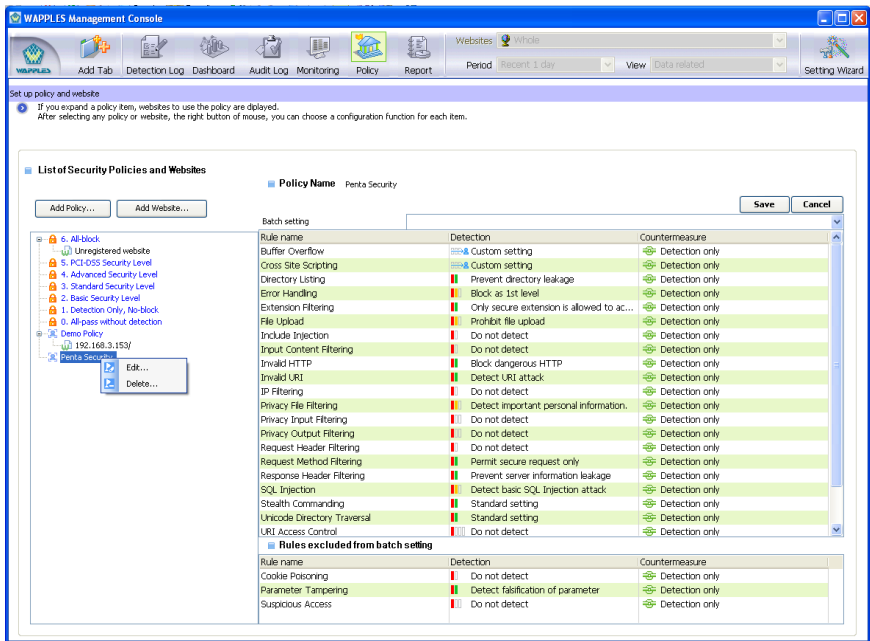 WAPPLES Management Console
WAPPLES
Add Tab
Detection Log
Dashboard
Audit Log
Monitoring
Policy
Report
Websites
Whole
Period
Recent 1 day
View
Data related
Setting Wizard
Set up policy and website
If you expand a policy item, websites to use the policy are diplayed.
After selecting any policy or website, the right button of mouse, you can choose a configuration function for each item.
List of Security Policies and Websites
Add Policy...
Add Website...
6. All-block
Unregistered website
5. PCI-DSS Security Level
4. Advanced Security Level
3. Standard Security Level
2. Basic Security Level
1. Detection Only, No-block
0. All-pass without detection
Demo Policy
192.168.3.153/
Penta Security
Edit...
Delete...
Policy Name Penta Security
Save
Cancel
Batch setting
Rule name Detection Countermeasure
Buffer Overflow Custom setting Detection only
Cross Site Scripting Custom setting Detection only
Directory Listing Prevent directory leakage Detection only
Error Handling Block as 1st level Detection only
Extension Filtering Only secure extension is allowed to ac... Detection only
File Upload Prohibit file upload Detection only
Include Injection Do not detect Detection only
Input Content Filtering Do not detect Detection only
Invalid HTTP Block dangerous HTTP Detection only
Invalid URI Detect URI attack Detection only
IP Filtering Do not detect Detection only
Privacy File Filtering Detect important personal information. Detection only
Privacy Input Filtering Do not detect Detection only
Privacy Output Filtering Do not detect Detection only
Request Header Filtering Do not detect Detection only
Request Method Filtering Permit secure request only Detection only
Response Header Filtering Prevent server information leakage Detection only
SQL Injection Detect basic SQL Injection attack Detection only
Stealth Commanding Standard setting Detection only
Unicode Directory Traversal Standard setting Detection only
URI Access Control Do not detect Detection only
Rules excluded from batch setting
Rule name Detection Countermeasure
Cookie Poisoning Do not detect Detection only
Parameter Tampering Detect falsification of parameter Detection only
Suspicious Access Do not detect Detection only